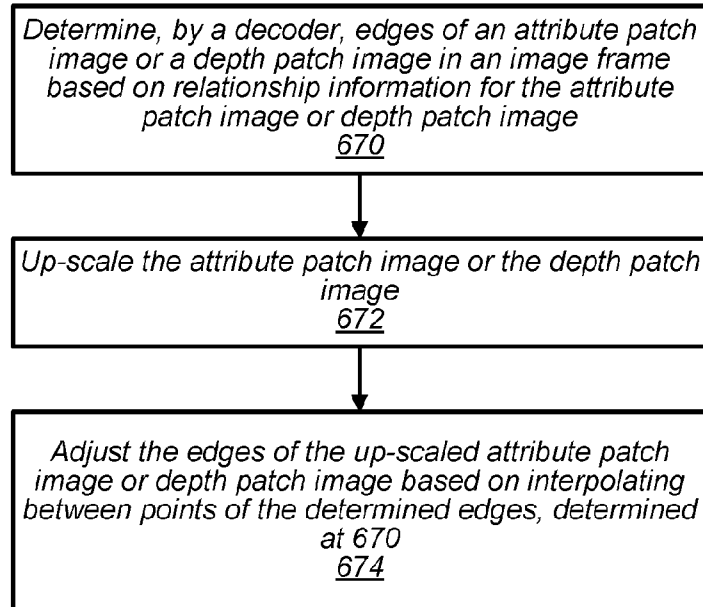 Determine, by a decoder, edges of an attribute patch
image or a depth patch image in an image frame
based on relationship information for the attribute
patch image or depth patch image
670
Up-scale the attribute patch image or the depth patch
image
672
Adjust the edges of the up-scaled attribute patch
image or depth patch image based on interpolating
between points of the determined edges, determined
at 670
674